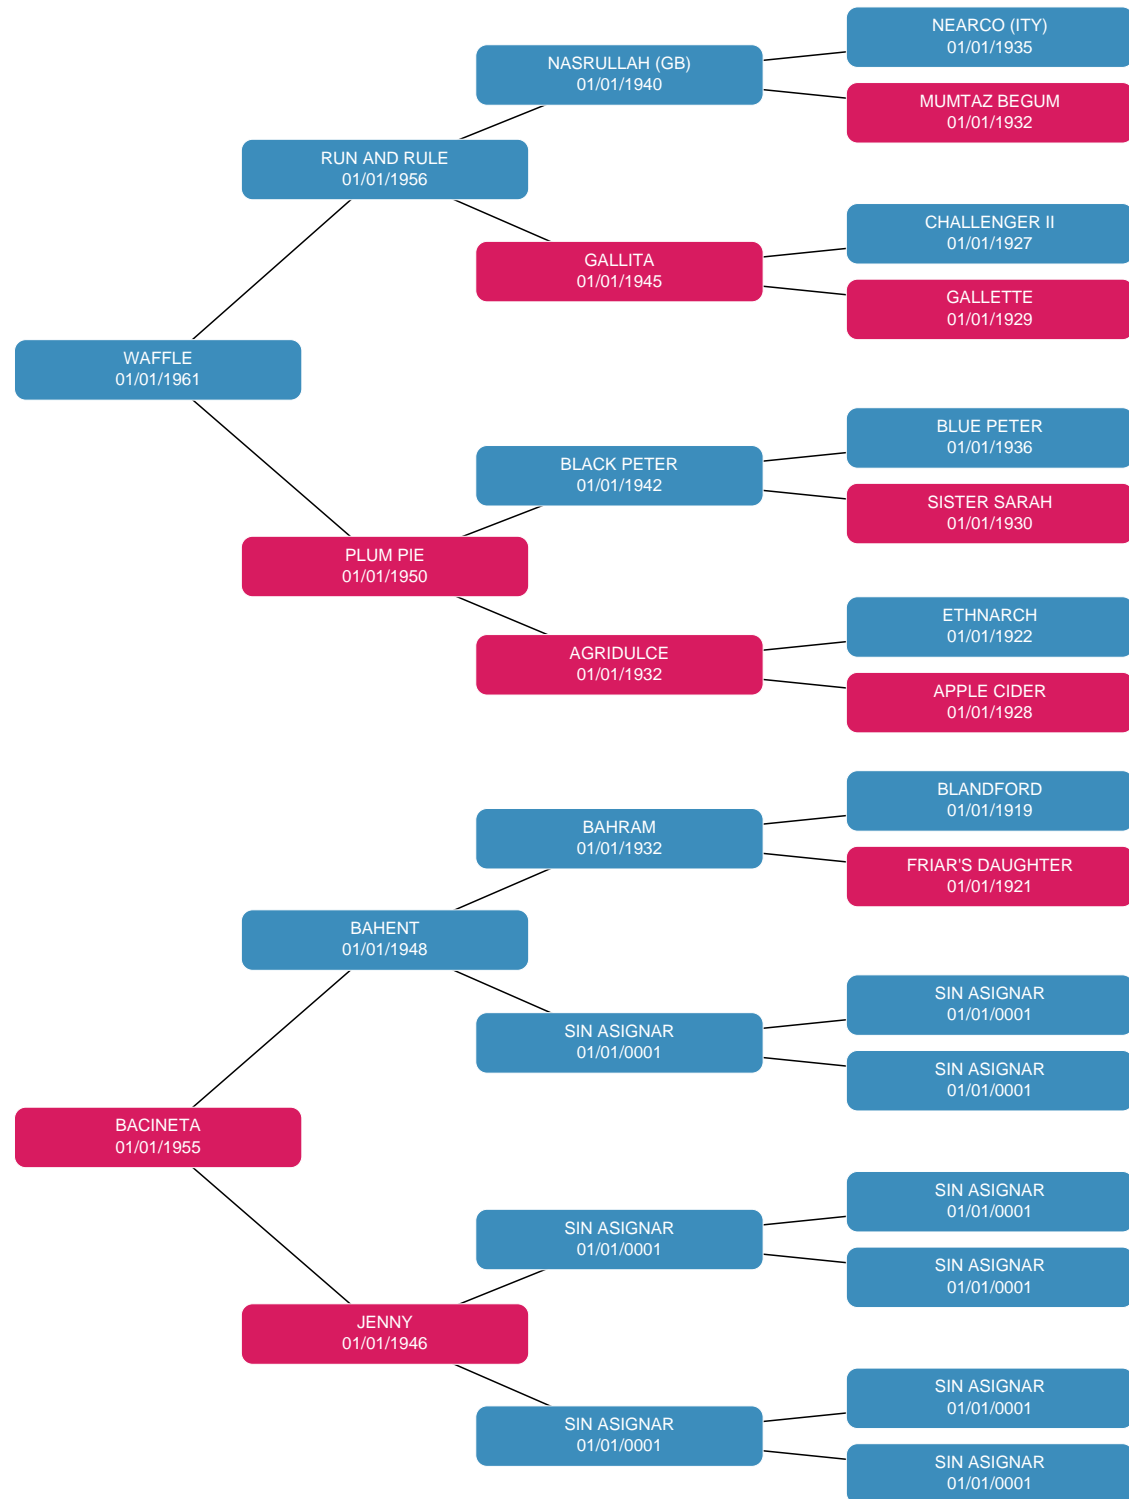 NEARCO (ITY)
01/01/1935
NASRULLAH (GB)
01/01/1940
MUMTAZ BEGUM
01/01/1932
RUN AND RULE
01/01/1956
CHALLENGER II
01/01/1927
GALLITA
01/01/1945
GALLETTE
01/01/1929
WAFFLE
01/01/1961
BLUE PETER
01/01/1936
BLACK PETER
01/01/1942
SISTER SARAH
01/01/1930
PLUM PIE
01/01/1950
ETHNARCH
01/01/1922
AGRIDULCE
01/01/1932
APPLE CIDER
01/01/1928
BLANDFORD
01/01/1919
BAHRAM
01/01/1932
FRIAR'S DAUGHTER
01/01/1921
BAHENT
01/01/1948
SIN ASIGNAR
01/01/0001
SIN ASIGNAR
01/01/0001
SIN ASIGNAR
01/01/0001
BACINETA
01/01/1955
SIN ASIGNAR
01/01/0001
SIN ASIGNAR
01/01/0001
SIN ASIGNAR
01/01/0001
JENNY
01/01/1946
SIN ASIGNAR
01/01/0001
SIN ASIGNAR
01/01/0001
SIN ASIGNAR
01/01/0001